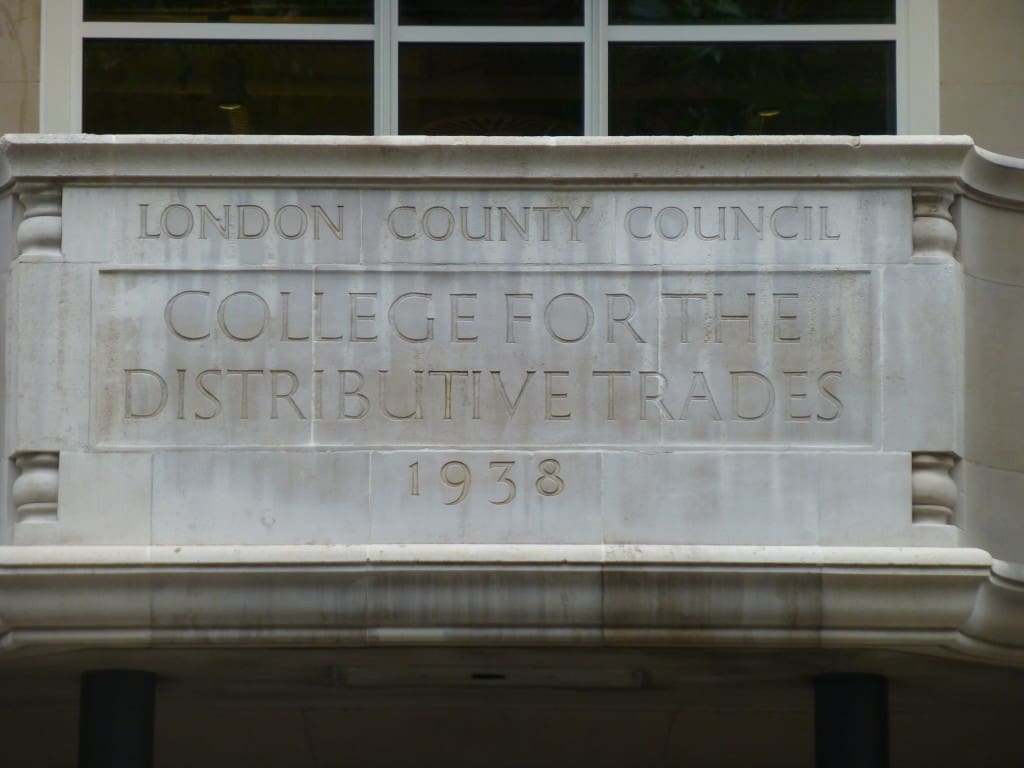 LONDON COUNTY COUNCIL
COLLEGE FOR THE
DISTRIBUTIVE TRADES
1938